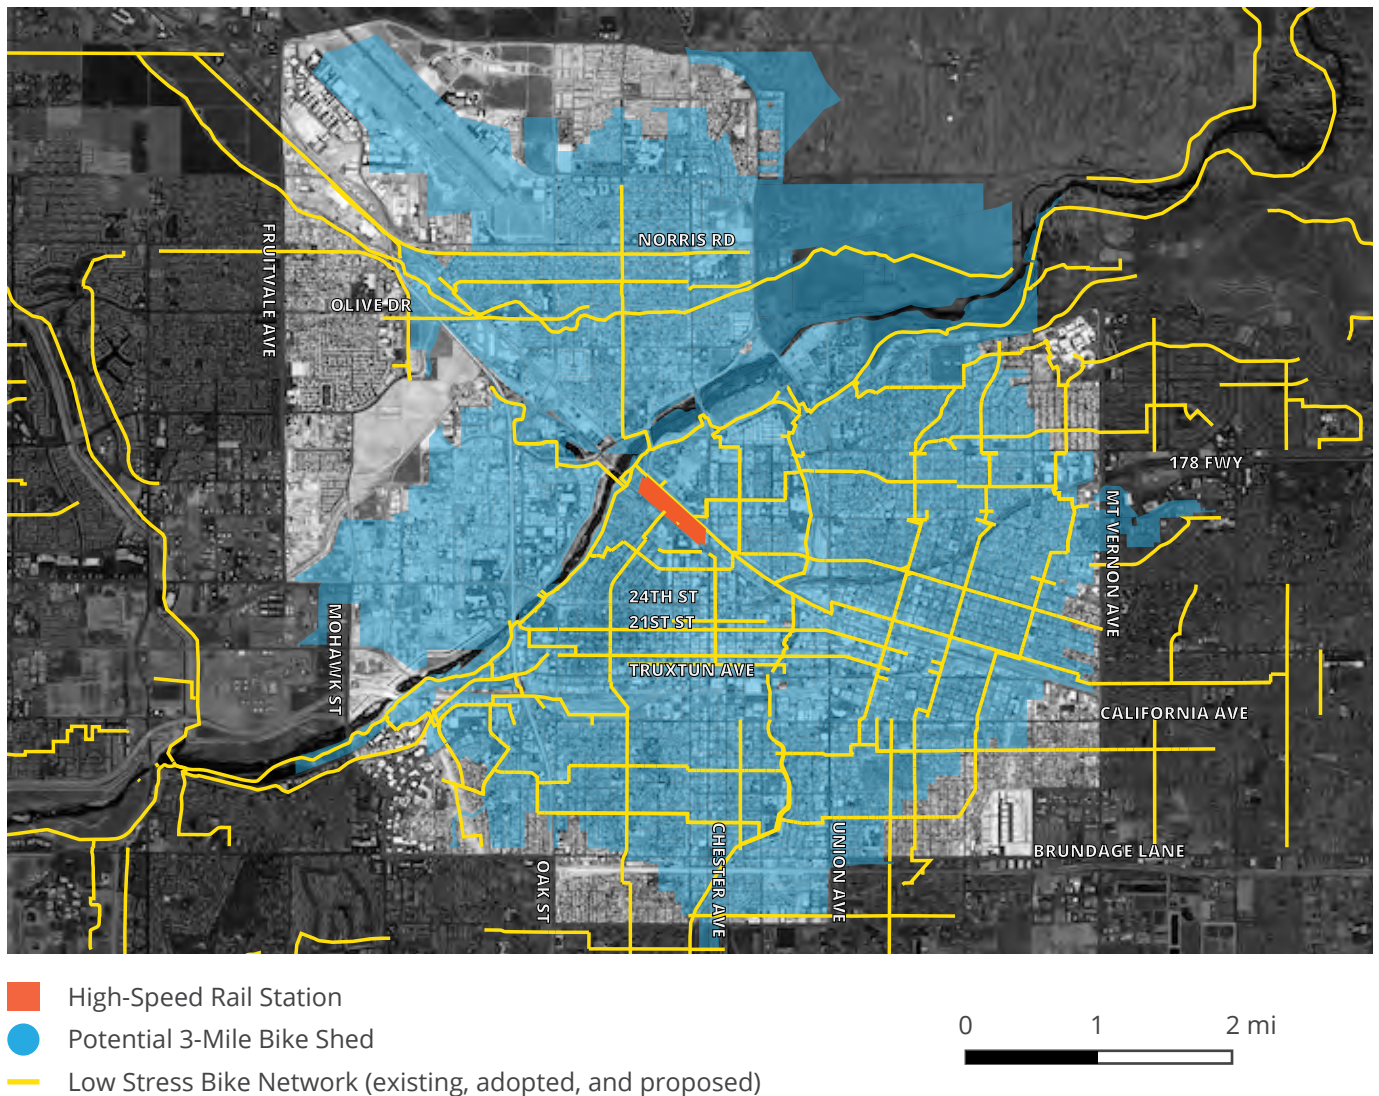 NORRIS RD
FRUITVALE AVE
OLIVE DR
178 FWY
MT VERNON AVE
24TH ST
21ST ST
MOHAWK ST
TRUXTUN AVE
CALIFORNIA AVE
CHESTER AVE
UNION AVE
BRUNDAGE LANE
OAK ST
High-Speed Rail Station
Potential 3-Mile Bike Shed
Low Stress Bike Network (existing, adopted, and proposed)
0 1 2 mi